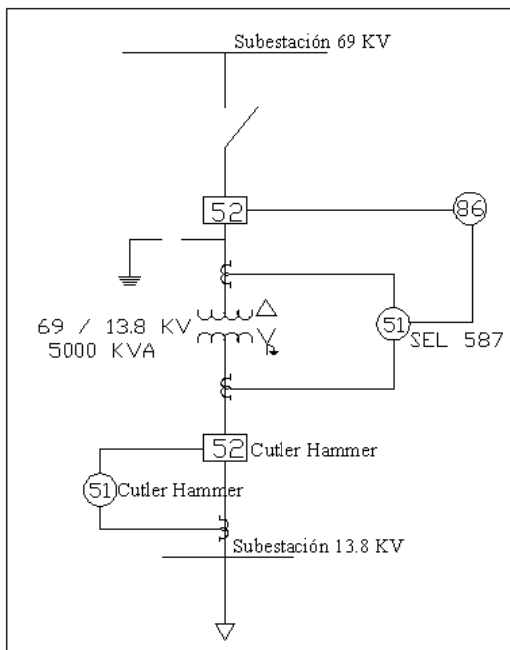 Subestación 69 KV
52
86
69 / 13.8 KV
5000 KVA
51
SEL 587
52
Cutler Hammer
51
Cutler Hammer
Subestación 13.8 KV